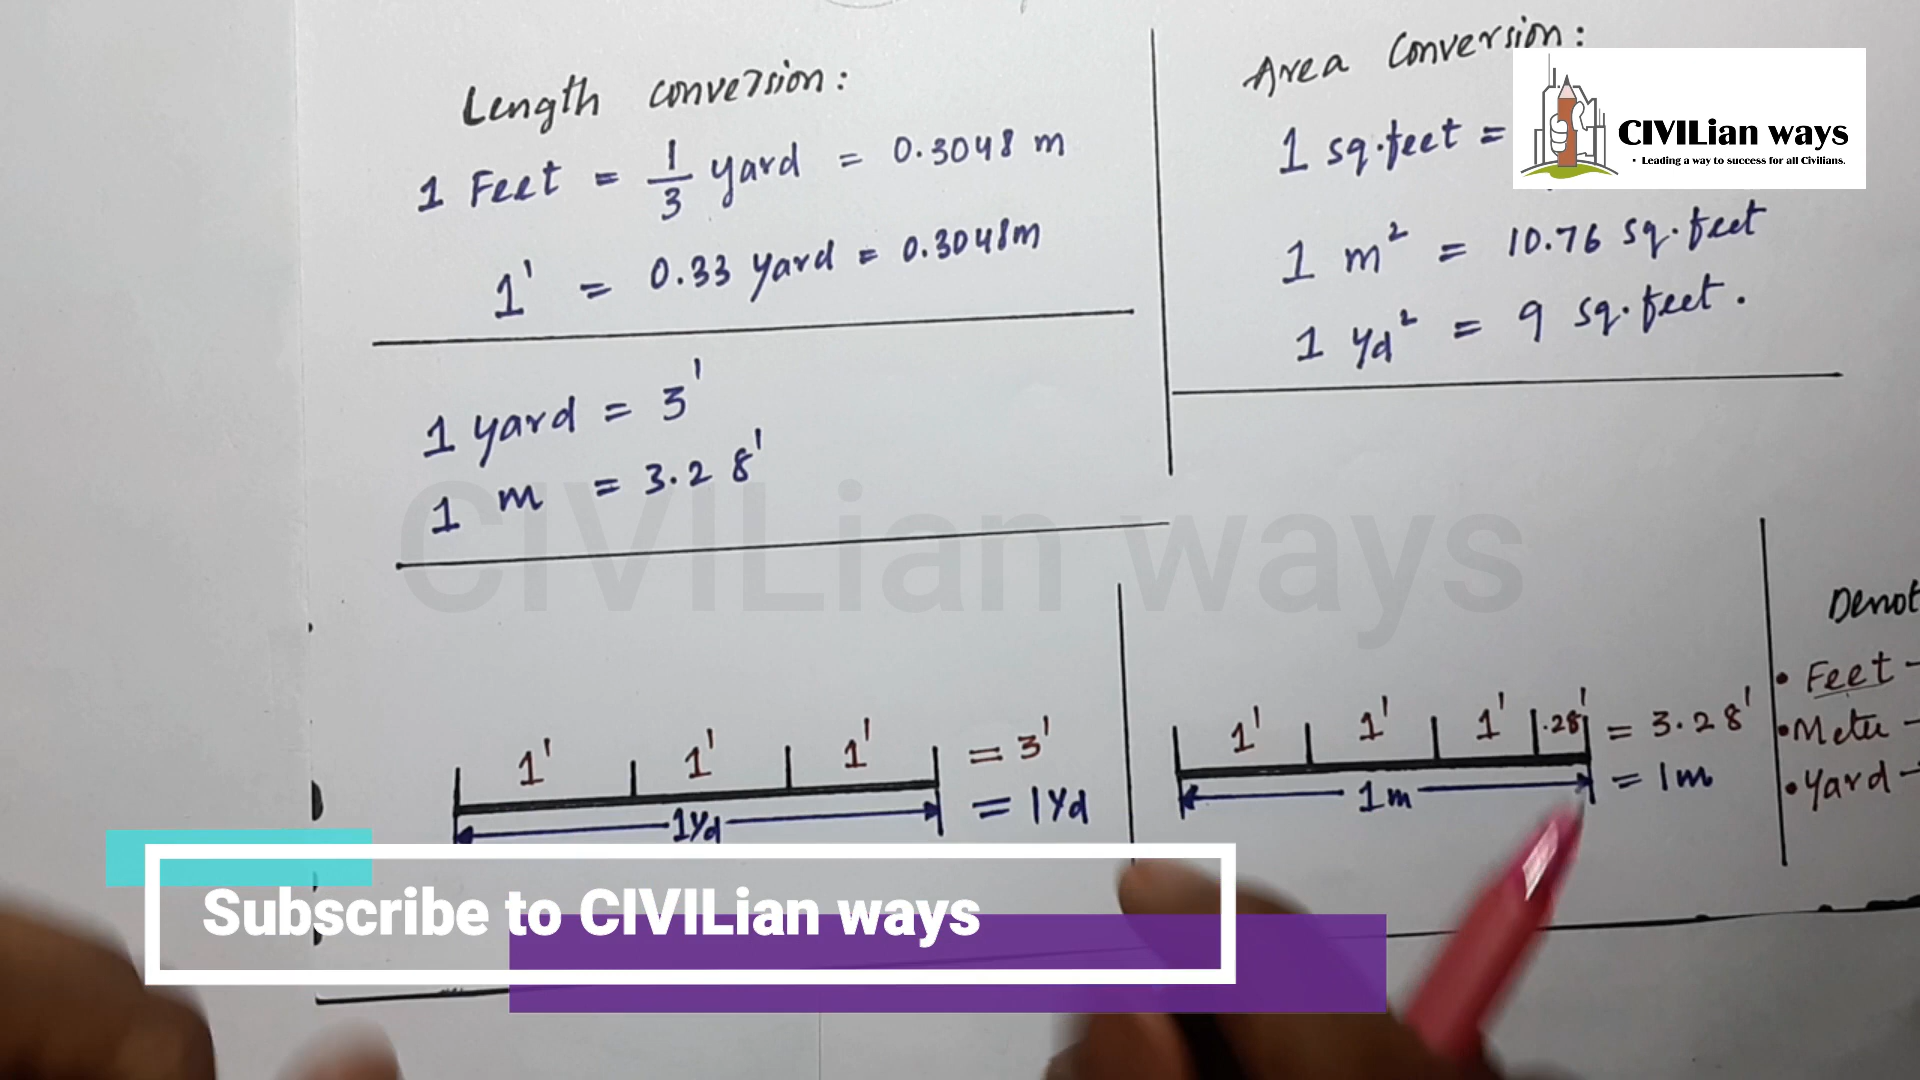 Length conversion:
1 Feet = 1/3 yard = 0.3048 m
1' = 0.33 yard = 0.3048m
1 yard = 3'
1 m = 3.28'
Area Conversion:
1 sq.feet =
1 m² = 10.76 sq.feet
1 yd² = 9 sq.feet.
CIVILian ways
• Leading a way to success for all Civilians.
CIVILian ways
1' 1' 1' = 3'
1Yd = 1Yd
1' 1' 1' .28' = 3.28'
1m = 1m
• Feet -
• Meter -
• Yard -
Subscribe to CIVILian ways